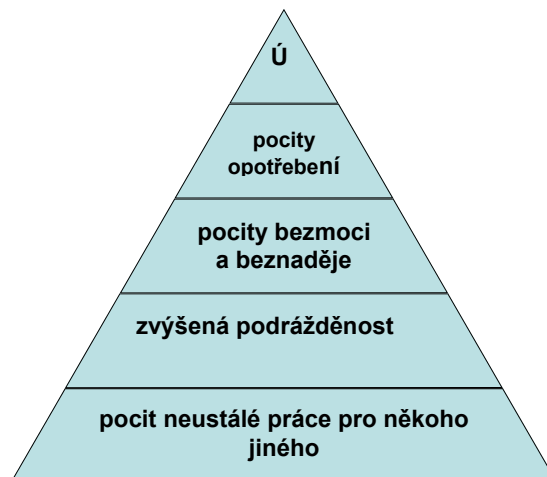 Ú
pocity
opotřebení
pocity bezmoci
a beznaděje
zvýšená podrážděnost
pocit neustálé práce pro někoho
jiného